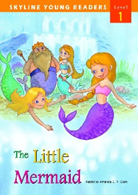 SKYLINE YOUNG READERS
Level
1
The Little
Mermaid